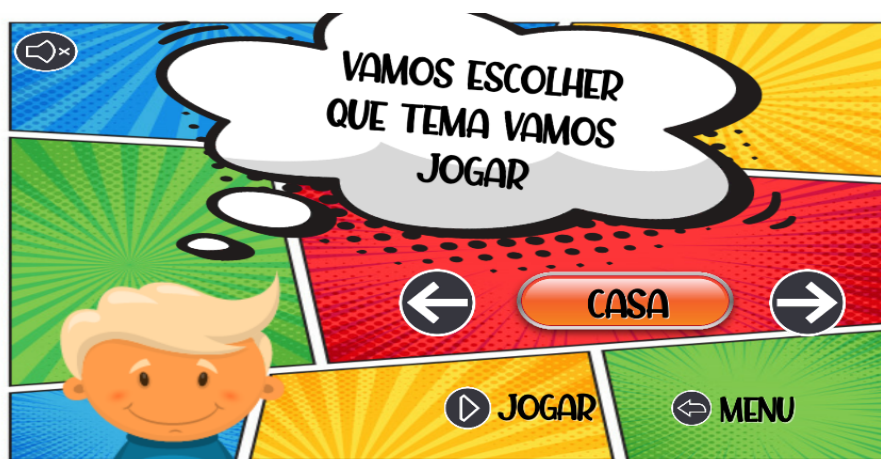 VAMOS ESCOLHER
QUE TEMA VAMOS
JOGAR
CASA
JOGAR
MENU